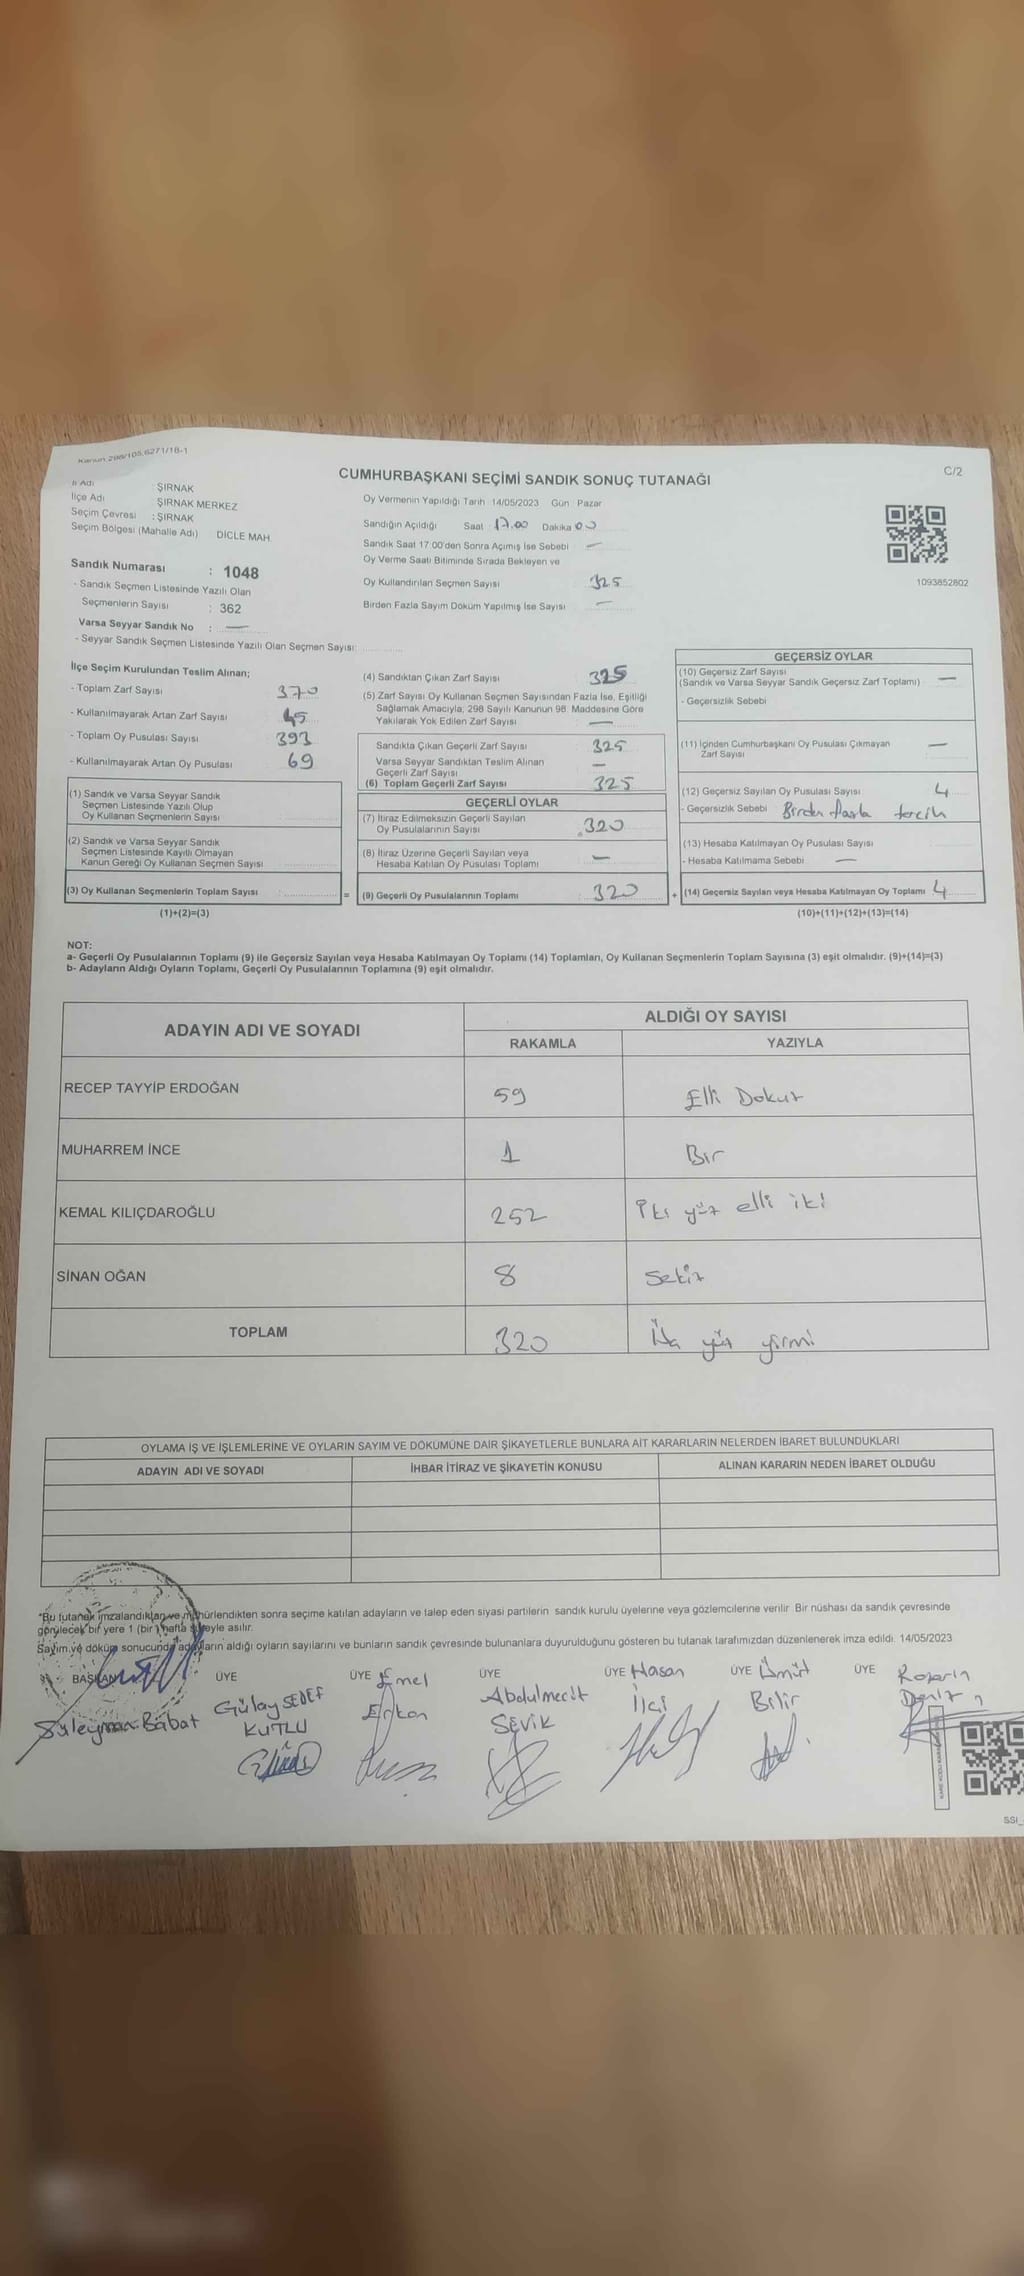 Kanun 298/105,6271/18-1
CUMHURBAŞKANI SEÇİMİ SANDIK SONUÇ TUTANAĞI
C/2
İl Adı ŞIRNAK
İlçe Adı ŞIRNAK MERKEZ
Seçim Çevresi : ŞIRNAK
Seçim Bölgesi (Mahalle Adı) DİCLE MAH.
Oy Vermenin Yapıldığı Tarih 14/05/2023 Gün Pazar
Sandığın Açıldığı Saat 17.00 Dakika 00
Sandık Saat 17:00'den Sonra Açımış İse Sebebi —
Oy Verme Saati Bitiminde Sırada Bekleyen ve
Oy Kullandırılan Seçmen Sayısı 325
Birden Fazla Sayım Döküm Yapılmış İse Sayısı —
1093852802
Sandık Numarası : 1048
- Sandık Seçmen Listesinde Yazılı Olan
Seçmenlerin Sayısı : 362
Varsa Seyyar Sandık No : —
- Seyyar Sandık Seçmen Listesinde Yazılı Olan Seçmen Sayısı:
İlçe Seçim Kurulundan Teslim Alınan;
- Toplam Zarf Sayısı 370
- Kullanılmayarak Artan Zarf Sayısı 45
- Toplam Oy Pusulası Sayısı 393
- Kullanılmayarak Artan Oy Pusulası 69
(1) Sandık ve Varsa Seyyar Sandık
Seçmen Listesinde Yazılı Olup
Oy Kullanan Seçmenlerin Sayısı
(2) Sandık ve Varsa Seyyar Sandık
Seçmen Listesinde Kayıtlı Olmayan
Kanun Gereği Oy Kullanan Seçmen Sayısı
(3) Oy Kullanan Seçmenlerin Toplam Sayısı =
(1)+(2)=(3)
(4) Sandıktan Çıkan Zarf Sayısı 325
(5) Zarf Sayısı Oy Kullanan Seçmen Sayısından Fazla İse, Eşitliği
Sağlamak Amacıyla, 298 Sayılı Kanunun 98. Maddesine Göre
Yakılarak Yok Edilen Zarf Sayısı —
Sandıkta Çıkan Geçerli Zarf Sayısı 325
Varsa Seyyar Sandıktan Teslim Alınan
Geçerli Zarf Sayısı —
(6) Toplam Geçerli Zarf Sayısı 325
GEÇERLİ OYLAR
(7) İtiraz Edilmeksizin Geçerli Sayılan
Oy Pusulalarının Sayısı 320
(8) İtiraz Üzerine Geçerli Sayılan veya
Hesaba Katılan Oy Pusulası Toplamı —
(9) Geçerli Oy Pusulalarının Toplamı 320 +
GEÇERSİZ OYLAR
(10) Geçersiz Zarf Sayısı
(Sandık ve Varsa Seyyar Sandık Geçersiz Zarf Toplamı) —
- Geçersizlik Sebebi
(11) İçinden Cumhurbaşkanı Oy Pusulası Çıkmayan
Zarf Sayısı —
(12) Geçersiz Sayılan Oy Pusulası Sayısı 4
- Geçersizlik Sebebi Birden fazla tercih
(13) Hesaba Katılmayan Oy Pusulası Sayısı
- Hesaba Katılmama Sebebi —
(14) Geçersiz Sayılan veya Hesaba Katılmayan Oy Toplamı 4
(10)+(11)+(12)+(13)=(14)
NOT:
a- Geçerli Oy Pusulalarının Toplamı (9) ile Geçersiz Sayılan veya Hesaba Katılmayan Oy Toplamı (14) Toplamları, Oy Kullanan Seçmenlerin Toplam Sayısına (3) eşit olmalıdır. (9)+(14)=(3)
b- Adayların Aldığı Oyların Toplamı, Geçerli Oy Pusulalarının Toplamına (9) eşit olmalıdır.
ADAYIN ADI VE SOYADI ALDIĞI OY SAYISI
RAKAMLA YAZIYLA
RECEP TAYYİP ERDOĞAN 59 Elli Dokuz
MUHARREM İNCE 1 Bir
KEMAL KILIÇDAROĞLU 252 İki yüz elli iki
SİNAN OĞAN 8 Sekiz
TOPLAM 320 Üç yüz yirmi
OYLAMA İŞ VE İŞLEMLERİNE VE OYLARIN SAYIM VE DÖKÜMÜNE DAİR ŞİKAYETLERLE BUNLARA AİT KARARLARIN NELERDEN İBARET BULUNDUKLARI
ADAYIN ADI VE SOYADI İHBAR İTİRAZ VE ŞİKAYETİN KONUSU ALINAN KARARIN NEDEN İBARET OLDUĞU
*Bu tutanak imzalandıktan ve mühürlendikten sonra seçime katılan adayların ve talep eden siyasi partilerin sandık kurulu üyelerine veya gözlemcilerine verilir. Bir nüshası da sandık çevresinde
görülecek bir yere 1 (bir) hafta süreyle asılır.
Sayım ve döküm sonucunda adayların aldığı oyların sayılarını ve bunların sandık çevresinde bulunanlara duyurulduğunu gösteren bu tutanak tarafımızdan düzenlenerek imza edildi. 14/05/2023
BAŞKAN ÜYE ÜYE Emel ÜYE ÜYE Hasan ÜYE Ümüt ÜYE Rozerin
Süleyman Babat Gülay SEDEF Erkan Abdulmecit İlçi Bilir Deniz
KUTLU SEVİK
SSI_